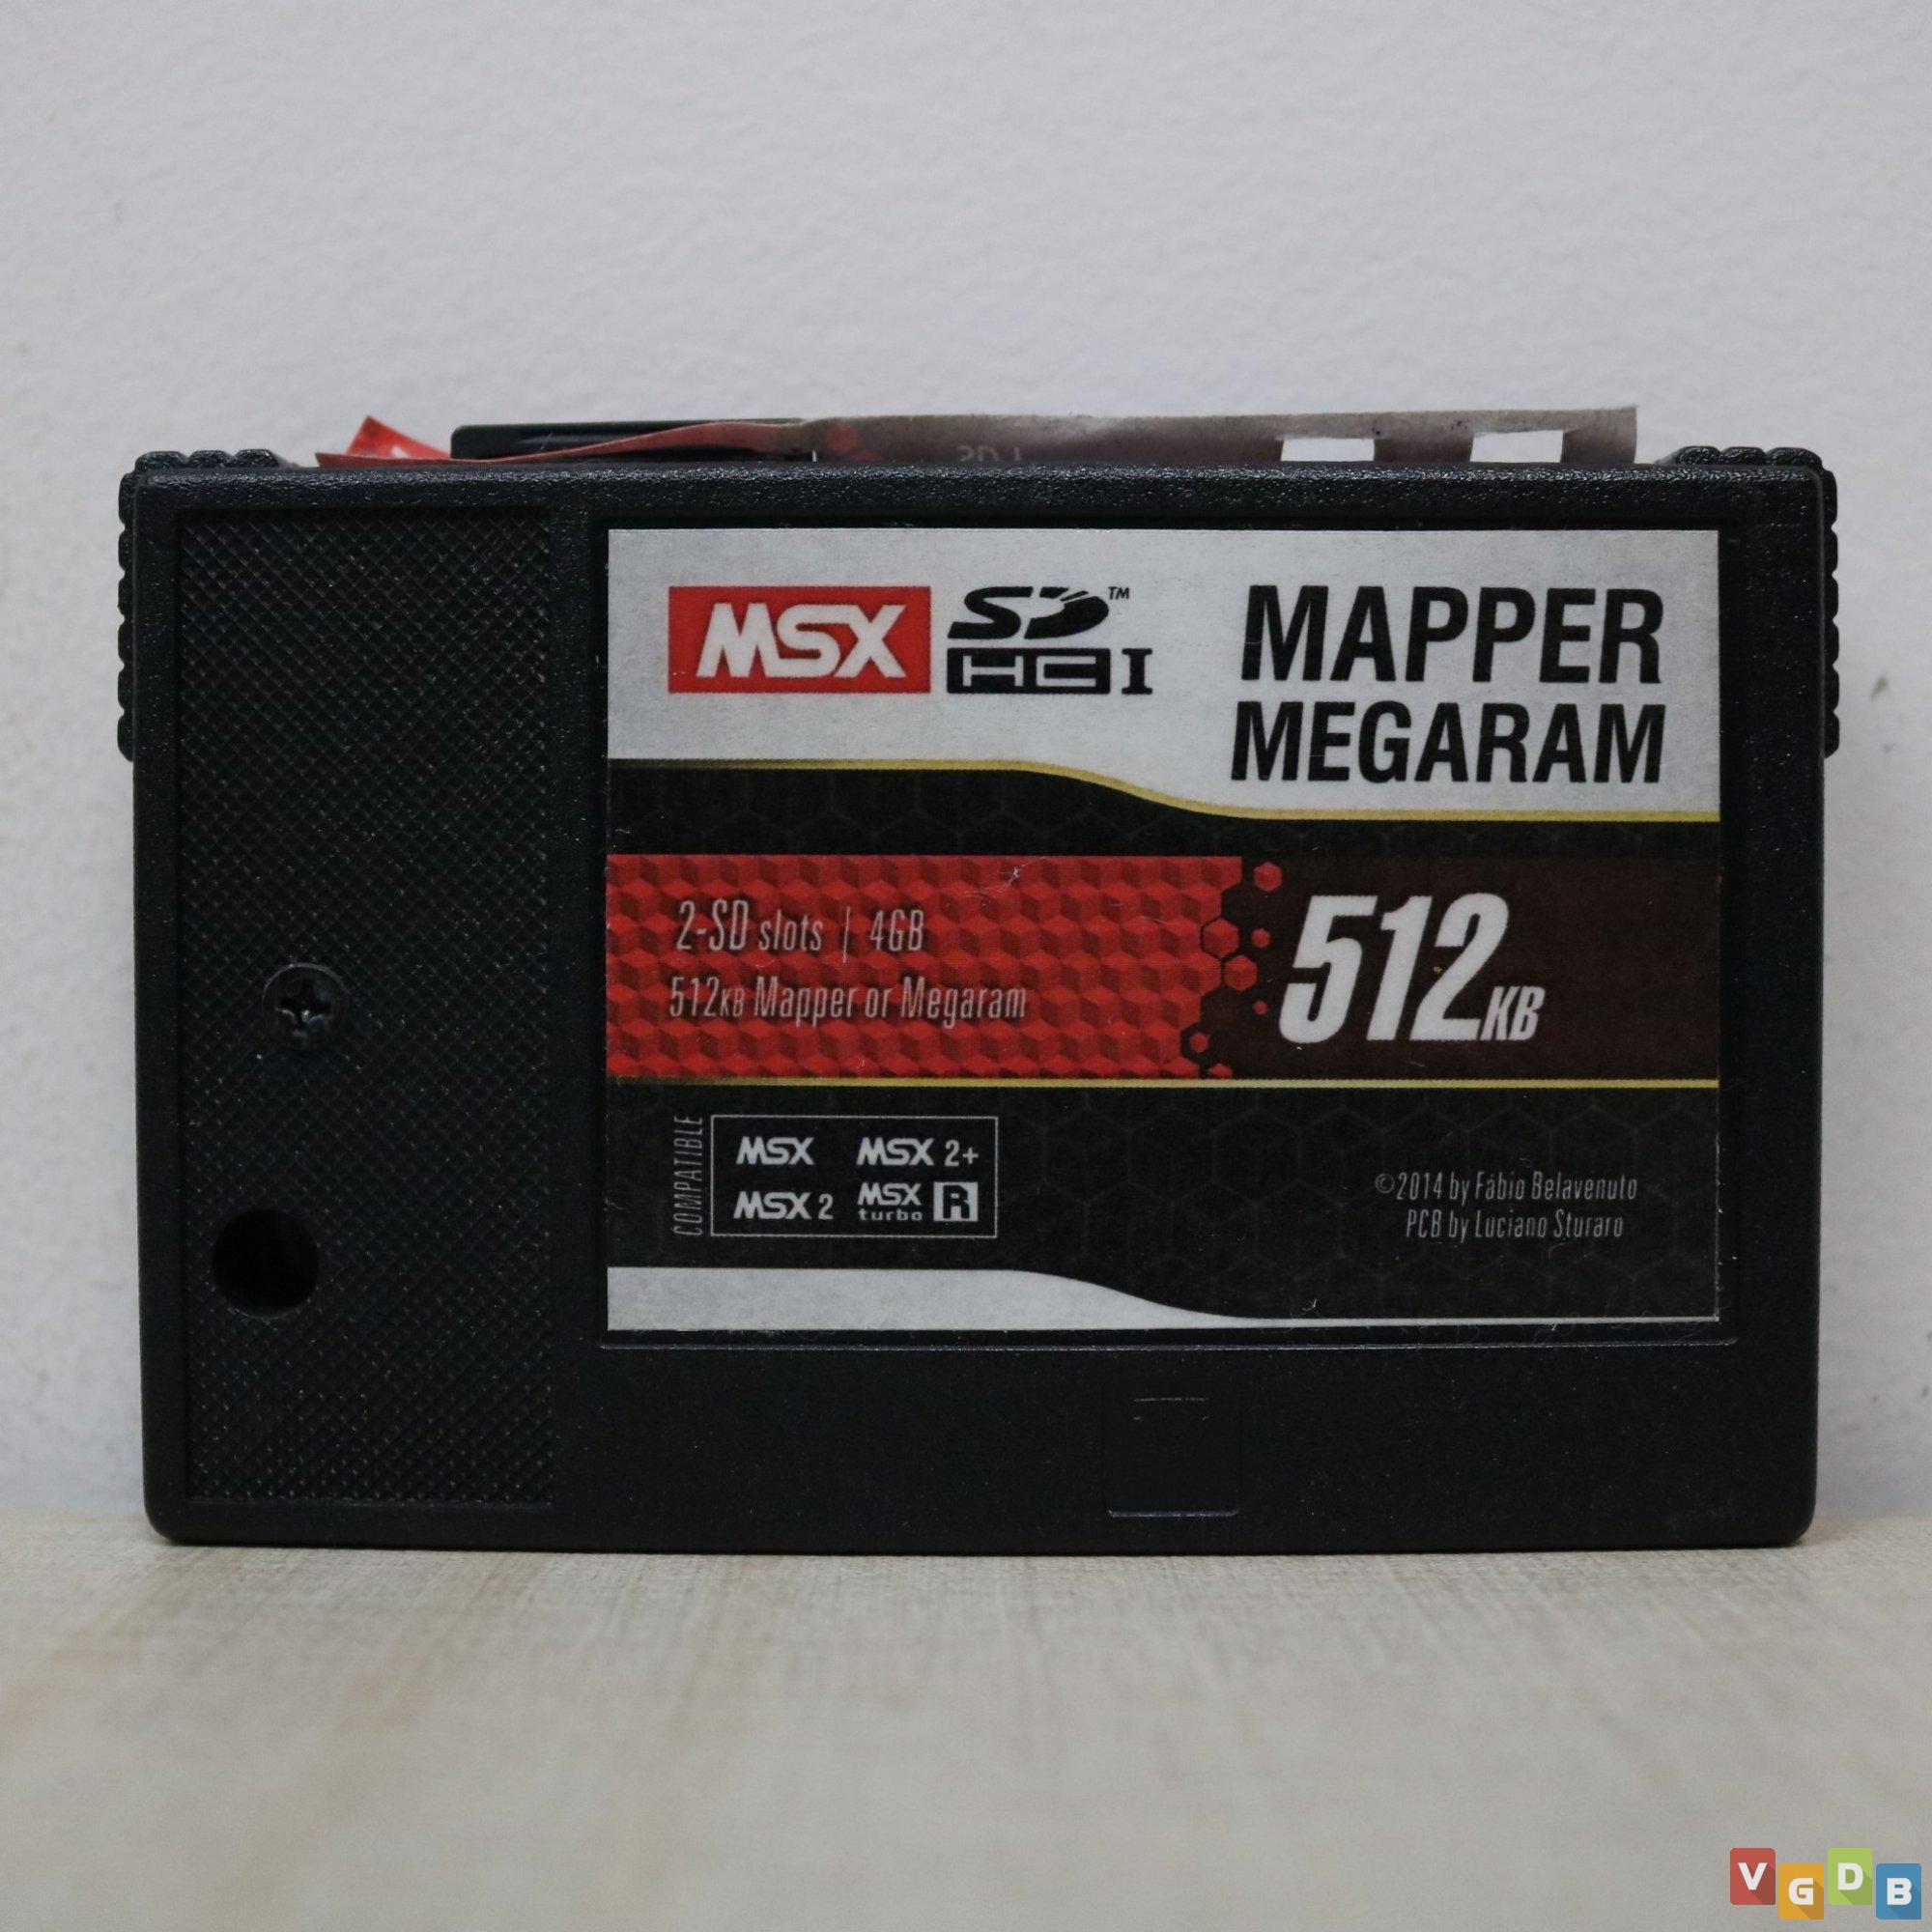 MSX SD™ HC I
MAPPER
MEGARAM
2-SD slots | 4GB
512KB Mapper or Megaram
512KB
COMPATIBLE
MSX MSX 2+
MSX 2 MSX turbo R
©2014 by Fábio Belavenuto
PCB by Luciano Sturaro
VGDB